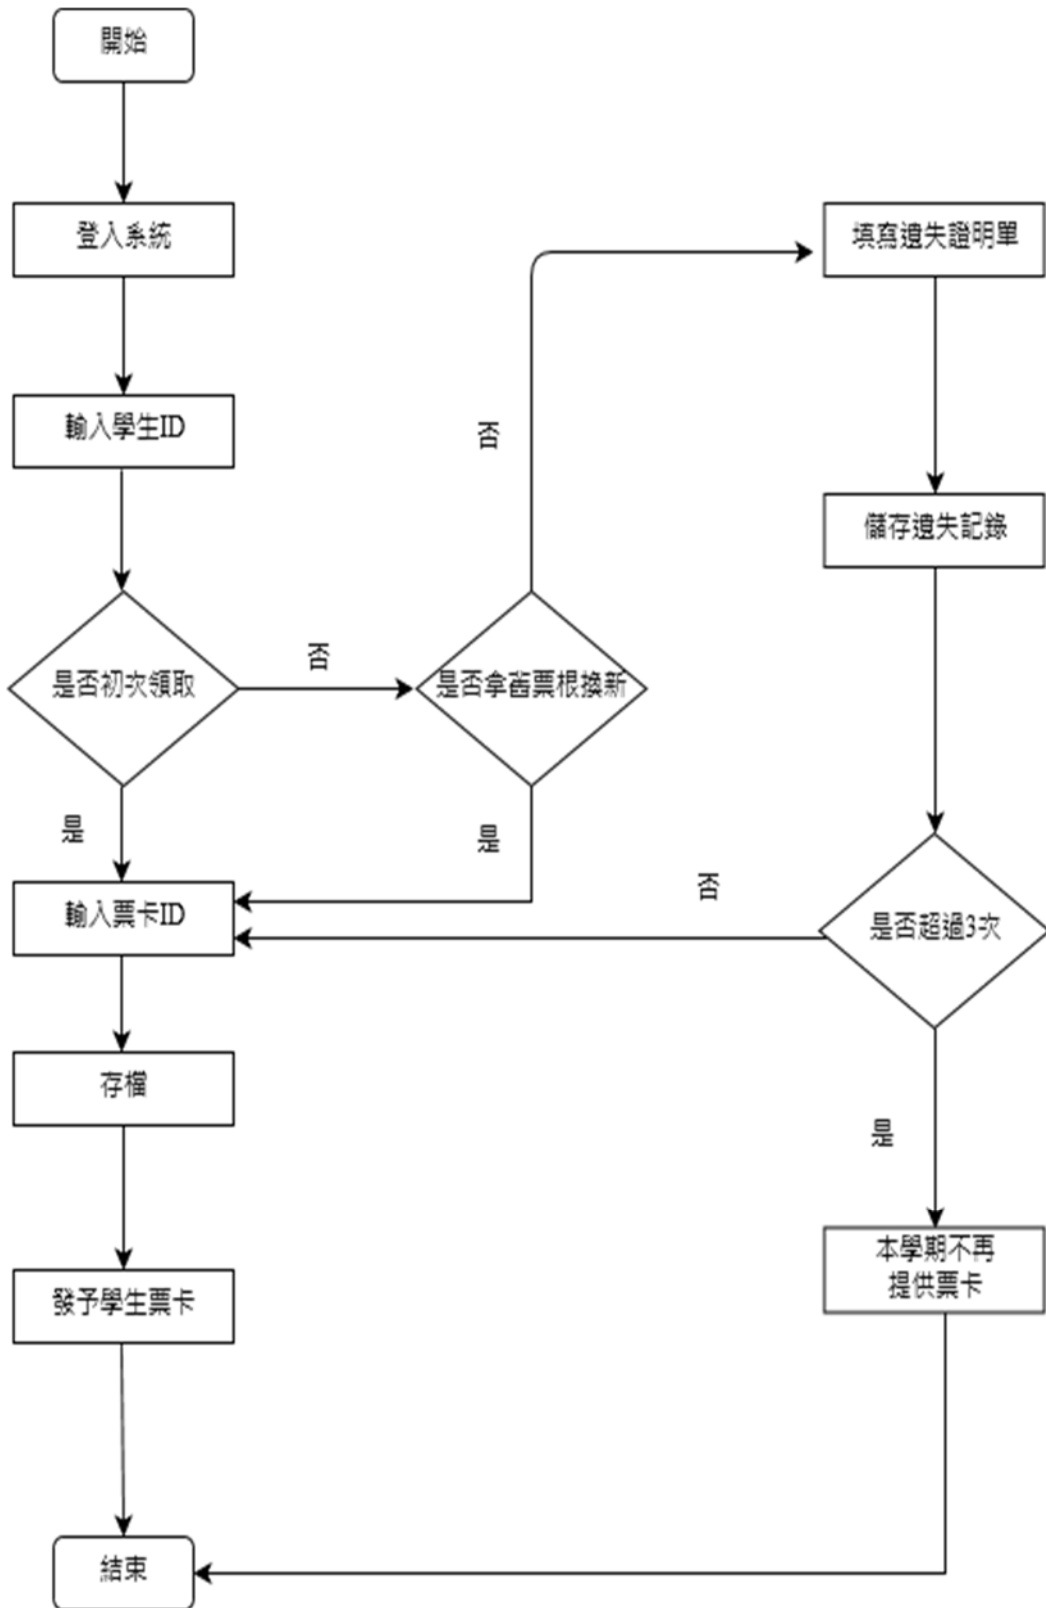 開始
登入系統
填寫遺失證明單
輸入學生ID
否
儲存遺失記錄
是否初次領取
否
是否拿舊票根換新
是
是
輸入票卡ID
否
是否超過3次
存檔
是
發予學生票卡
本學期不再
提供票卡
結束